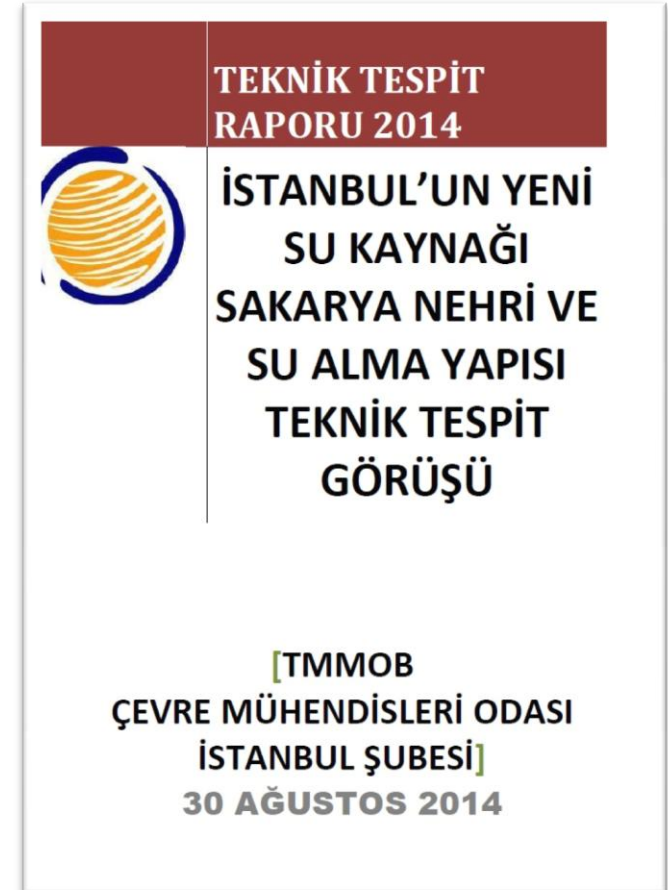 TEKNİK TESPİT
RAPORU 2014
İSTANBUL’UN YENİ
SU KAYNAĞI
SAKARYA NEHRİ VE
SU ALMA YAPISI
TEKNİK TESPİT
GÖRÜŞÜ
[TMMOB
ÇEVRE MÜHENDİSLERİ ODASI
İSTANBUL ŞUBESİ]
30 AĞUSTOS 2014